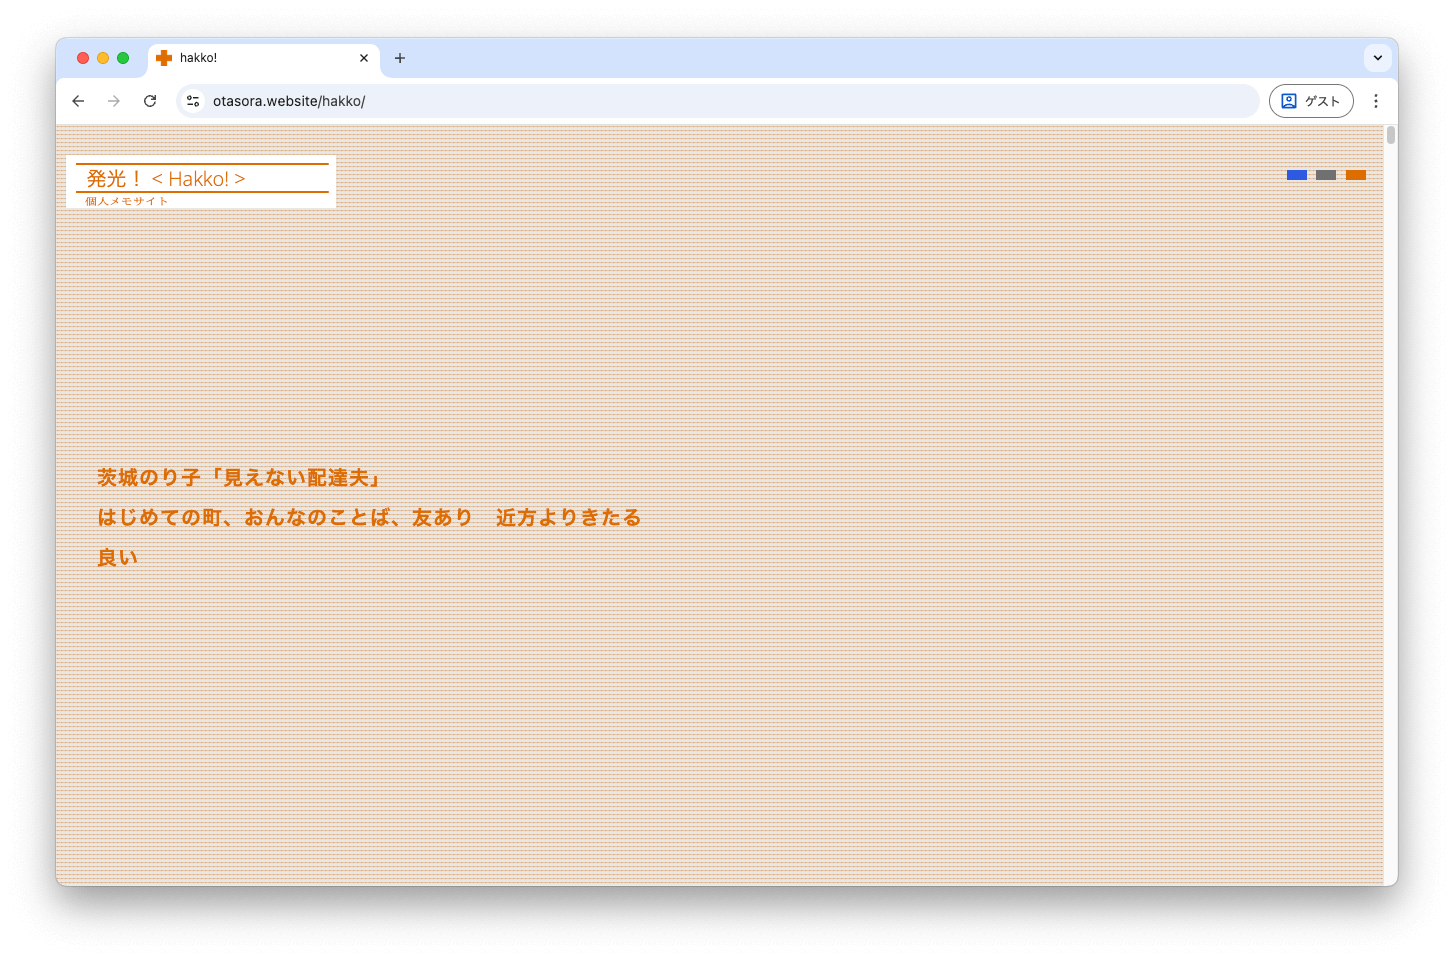 hakko!
otasora.website/hakko/
ゲスト
発光！ < Hakko! >
個人メモサイト
茨城のり子「見えない配達夫」
はじめての町、おんなのことば、友あり　近方よりきたる
良い